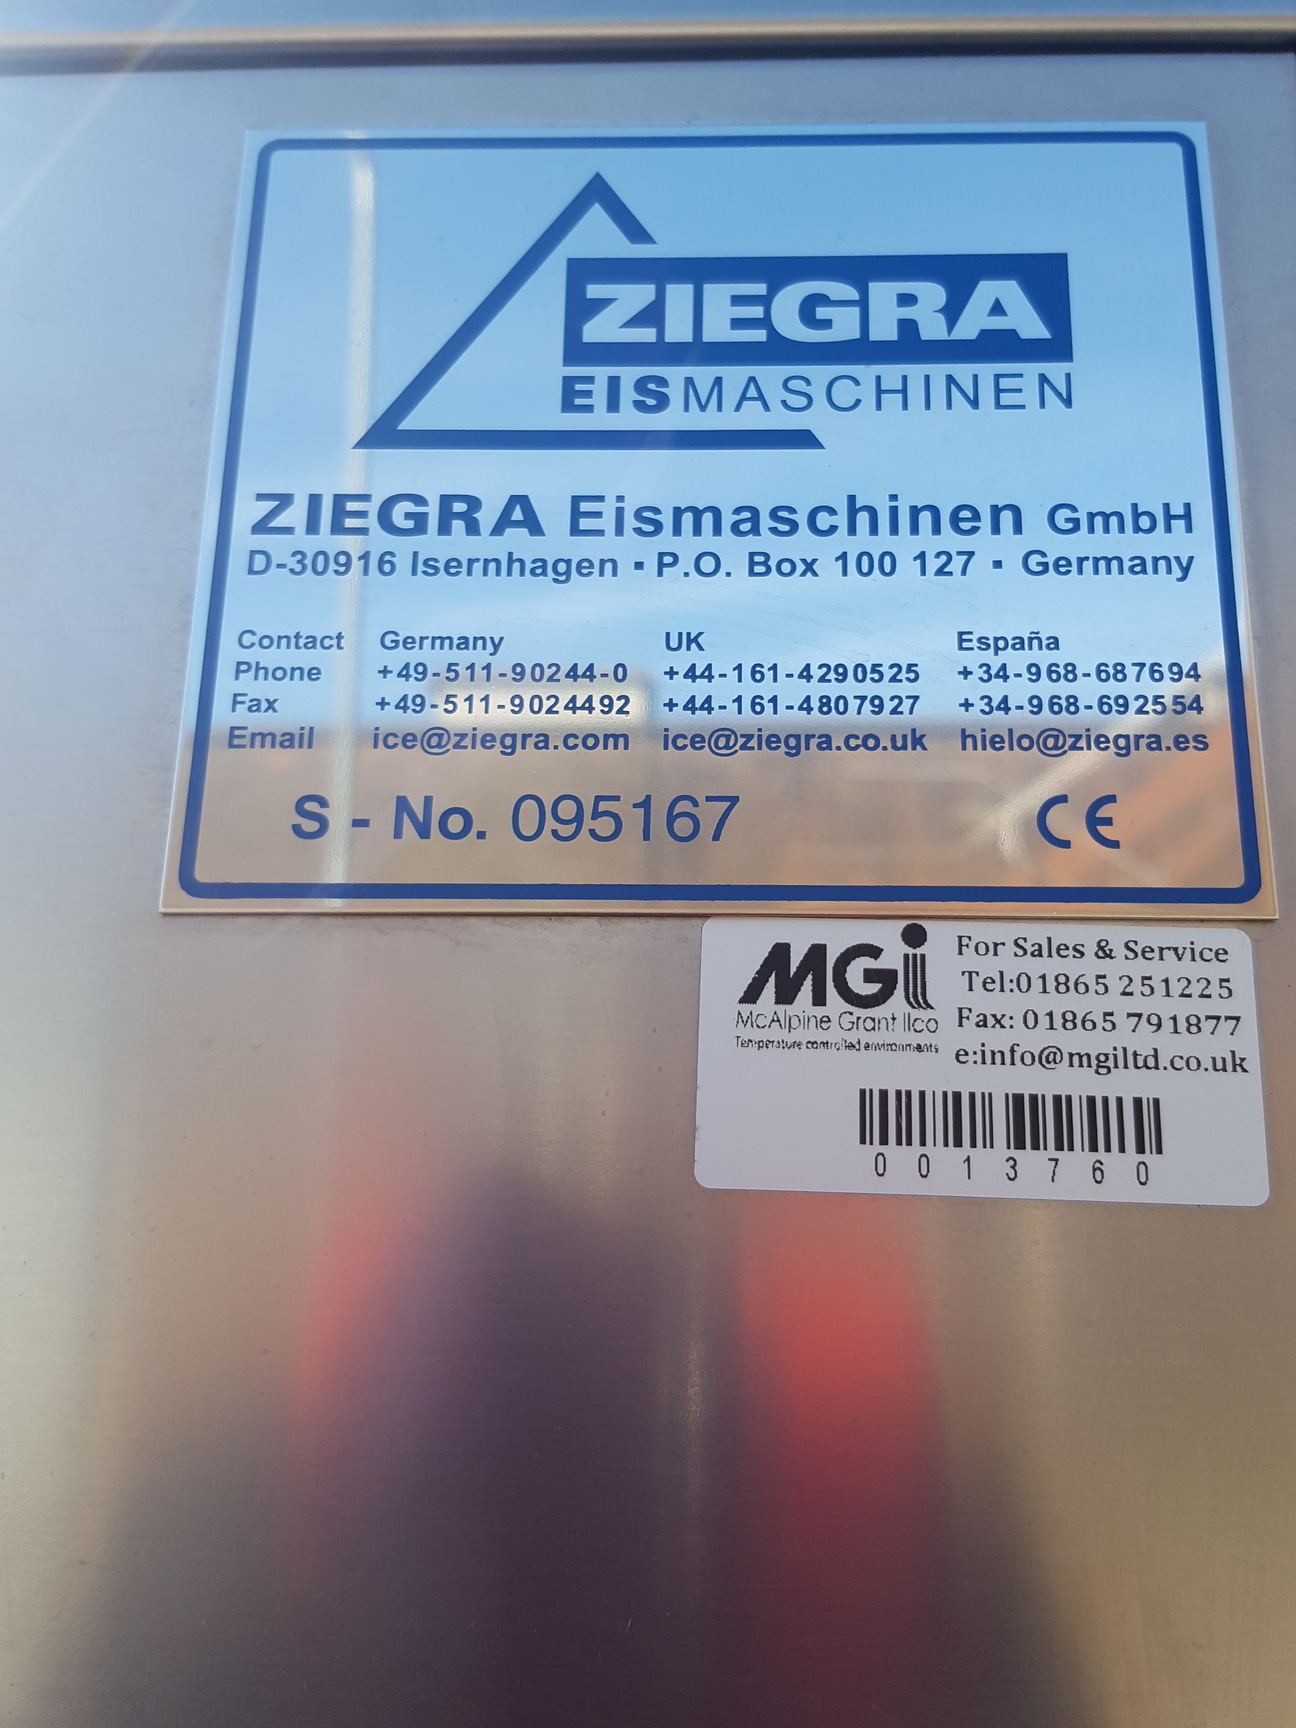 ZIEGRA
EISMASCHINEN
ZIEGRA Eismaschinen GmbH
D-30916 Isernhagen ▪ P.O. Box 100 127 ▪ Germany
Contact Germany UK España
Phone +49-511-90244-0 +44-161-4290525 +34-968-687694
Fax +49-511-9024492 +44-161-4807927 +34-968-692554
Email ice@ziegra.com ice@ziegra.co.uk hielo@ziegra.es
S - No. 095167 CE
MGi
McAlpine Grant Ilco
Temperature controlled environments
For Sales & Service
Tel:01865 251225
Fax: 01865 791877
e:info@mgiltd.co.uk
0013760